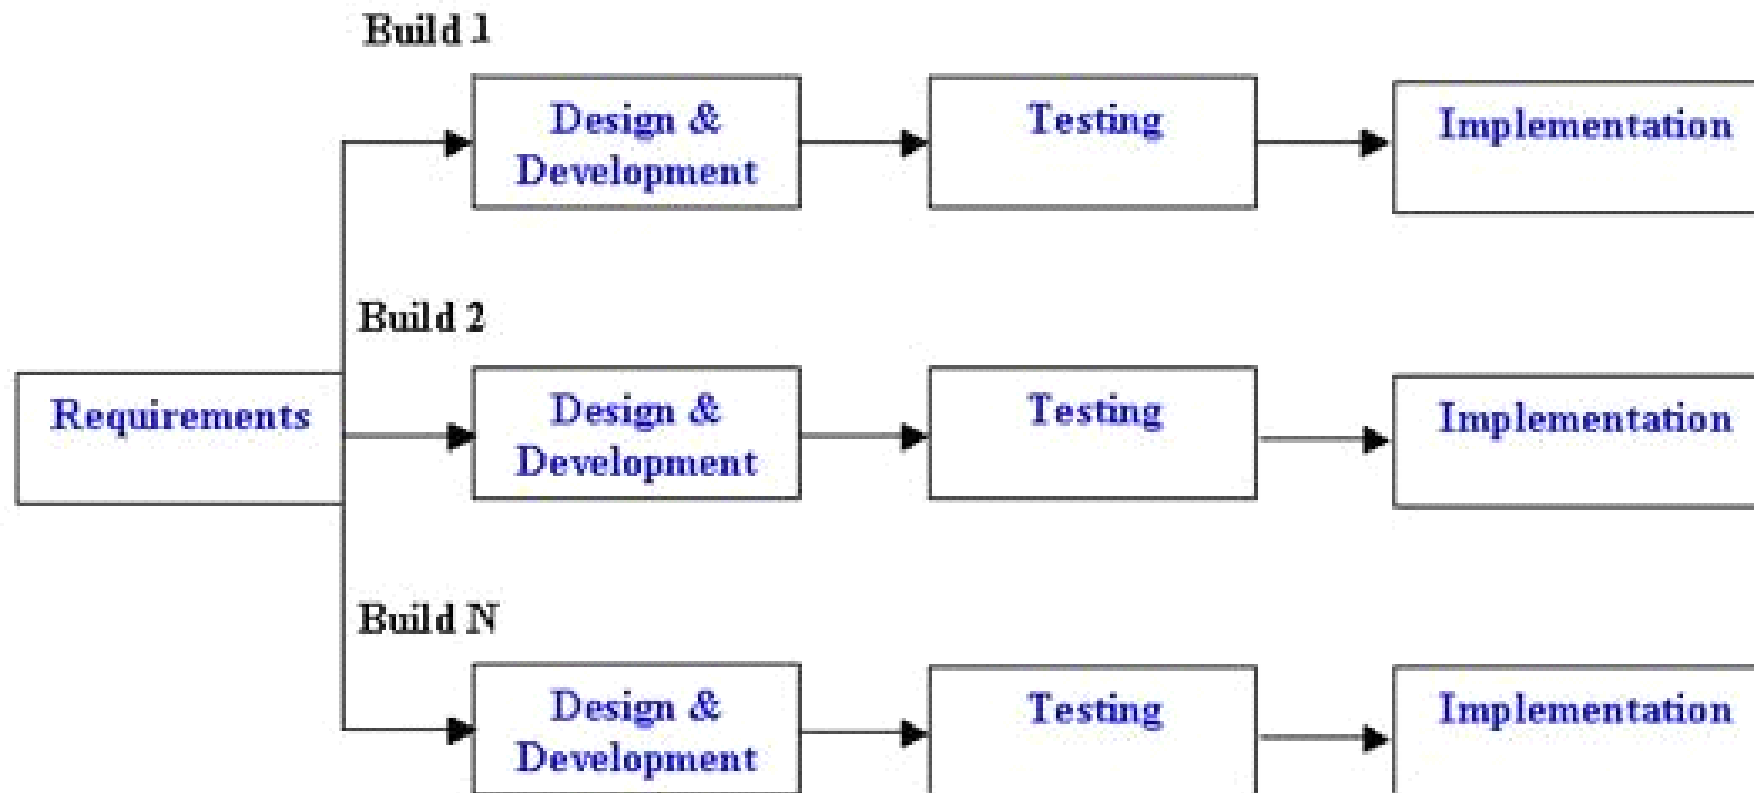 Build 1
Design &
Development
Testing
Implementation
Build 2
Requirements
Design &
Development
Testing
Implementation
Build N
Design &
Development
Testing
Implementation